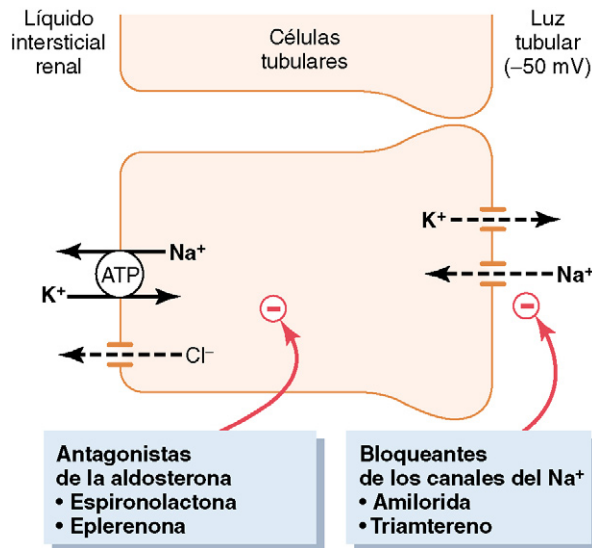 Líquido
intersticial
renal
Células
tubulares
Luz
tubular
(–50 mV)
K⁺
Na⁺
ATP
K⁺
Na⁺
Cl⁻
Antagonistas
de la aldosterona
• Espironolactona
• Eplerenona
Bloqueantes
de los canales del Na⁺
• Amilorida
• Triamtereno